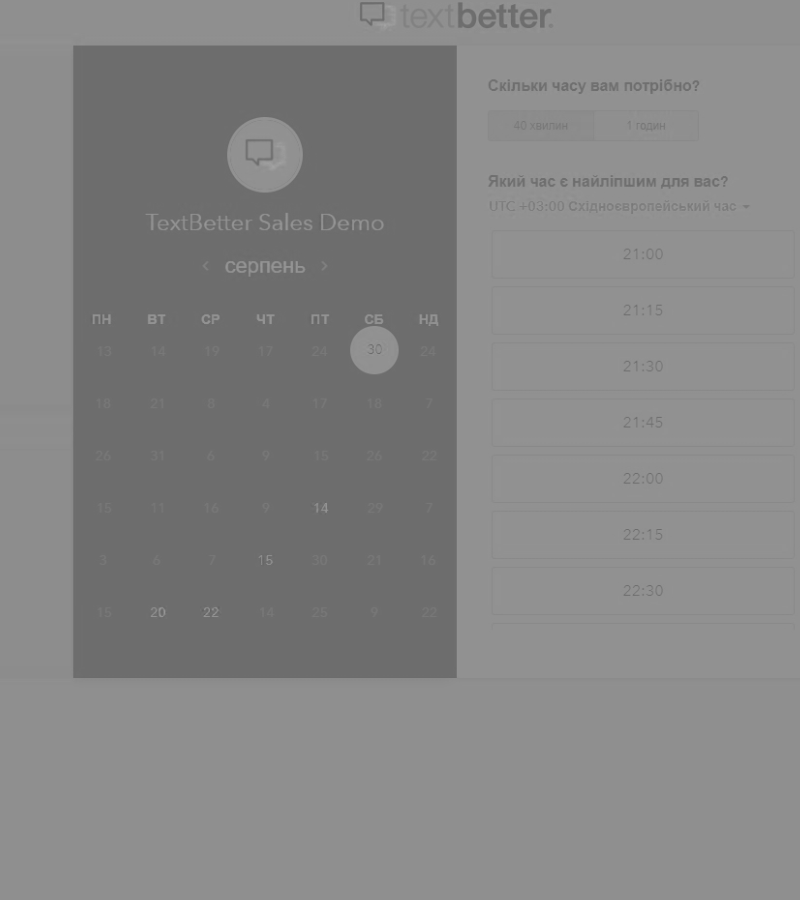 textbetter.
TextBetter Sales Demo
серпень
ПН ВТ СР ЧТ ПТ СБ НД
13 14 19 17 24 30 24
18 21 8 4 17 18 7
26 31 6 9 15 26 22
15 11 16 9 14 29 7
3 6 7 15 30 21 16
15 20 22 14 25 9 22
Скільки часу вам потрібно?
40 хвилин 1 годин
Який час є найліпшим для вас?
UTC +03:00 Східноєвропейський час
21:00
21:15
21:30
21:45
22:00
22:15
22:30